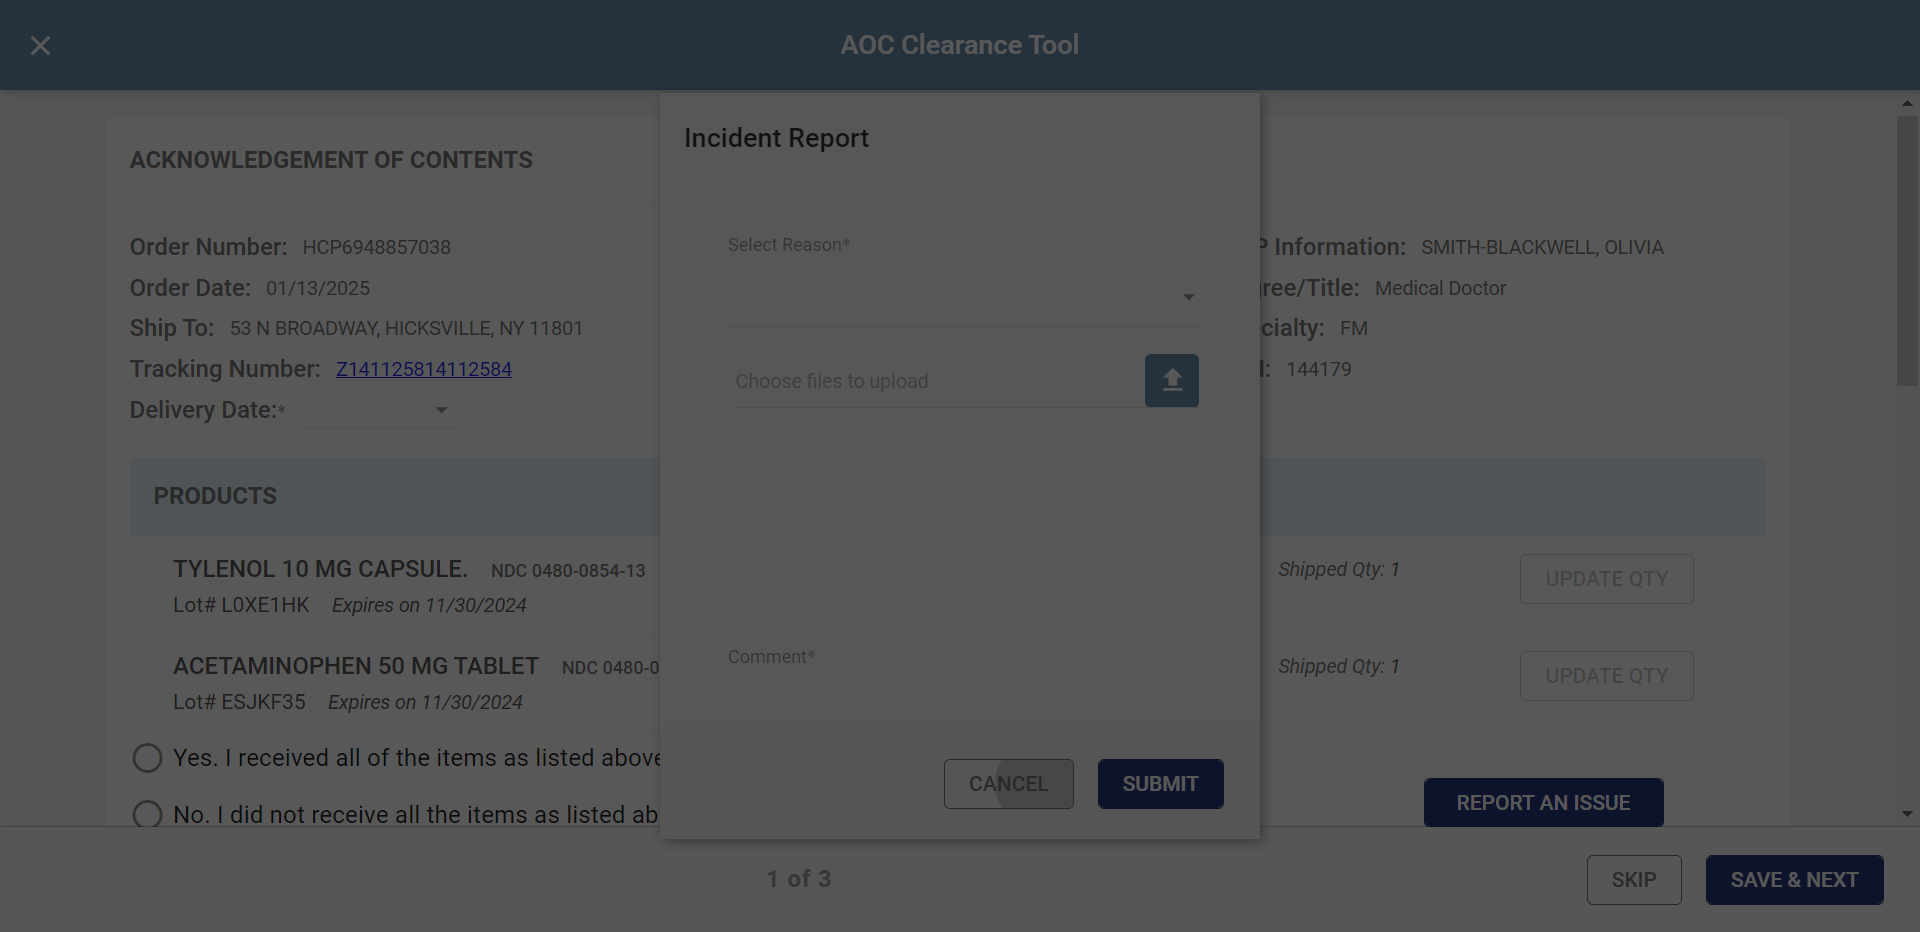 AOC Clearance Tool
Incident Report
Select Reason*
Choose files to upload
Comment*
CANCEL
SUBMIT
ACKNOWLEDGEMENT OF CONTENTS
Order Number: HCP6948857038
Order Date: 01/13/2025
Ship To: 53 N BROADWAY, HICKSVILLE, NY 11801
Tracking Number: Z141125814112584
Delivery Date:*
P Information: SMITH-BLACKWELL, OLIVIA
ree/Title: Medical Doctor
cialty: FM
: 144179
PRODUCTS
TYLENOL 10 MG CAPSULE. NDC 0480-0854-13
Shipped Qty: 1
UPDATE QTY
Lot# L0XE1HK Expires on 11/30/2024
ACETAMINOPHEN 50 MG TABLET NDC 0480-0
Shipped Qty: 1
UPDATE QTY
Lot# ESJKF35 Expires on 11/30/2024
Yes. I received all of the items as listed above
No. I did not receive all the items as listed ab
REPORT AN ISSUE
1 of 3
SKIP
SAVE & NEXT